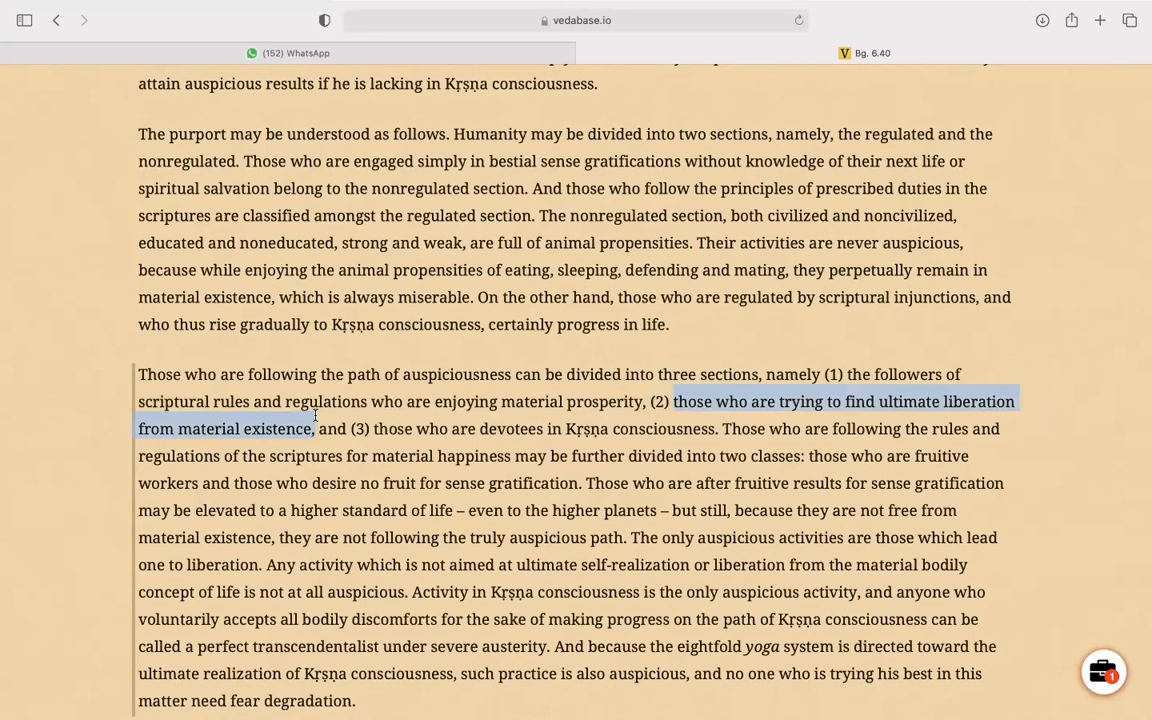 vedabase.io
(152) WhatsApp
V Bg. 6.40
attain auspicious results if he is lacking in Kṛṣṇa consciousness.
The purport may be understood as follows. Humanity may be divided into two sections, namely, the regulated and the
nonregulated. Those who are engaged simply in bestial sense gratifications without knowledge of their next life or
spiritual salvation belong to the nonregulated section. And those who follow the principles of prescribed duties in the
scriptures are classified amongst the regulated section. The nonregulated section, both civilized and noncivilized,
educated and noneducated, strong and weak, are full of animal propensities. Their activities are never auspicious,
because while enjoying the animal propensities of eating, sleeping, defending and mating, they perpetually remain in
material existence, which is always miserable. On the other hand, those who are regulated by scriptural injunctions, and
who thus rise gradually to Kṛṣṇa consciousness, certainly progress in life.
Those who are following the path of auspiciousness can be divided into three sections, namely (1) the followers of
scriptural rules and regulations who are enjoying material prosperity, (2) those who are trying to find ultimate liberation
from material existence, and (3) those who are devotees in Kṛṣṇa consciousness. Those who are following the rules and
regulations of the scriptures for material happiness may be further divided into two classes: those who are fruitive
workers and those who desire no fruit for sense gratification. Those who are after fruitive results for sense gratification
may be elevated to a higher standard of life – even to the higher planets – but still, because they are not free from
material existence, they are not following the truly auspicious path. The only auspicious activities are those which lead
one to liberation. Any activity which is not aimed at ultimate self-realization or liberation from the material bodily
concept of life is not at all auspicious. Activity in Kṛṣṇa consciousness is the only auspicious activity, and anyone who
voluntarily accepts all bodily discomforts for the sake of making progress on the path of Kṛṣṇa consciousness can be
called a perfect transcendentalist under severe austerity. And because the eightfold yoga system is directed toward the
ultimate realization of Kṛṣṇa consciousness, such practice is also auspicious, and no one who is trying his best in this
matter need fear degradation.
1